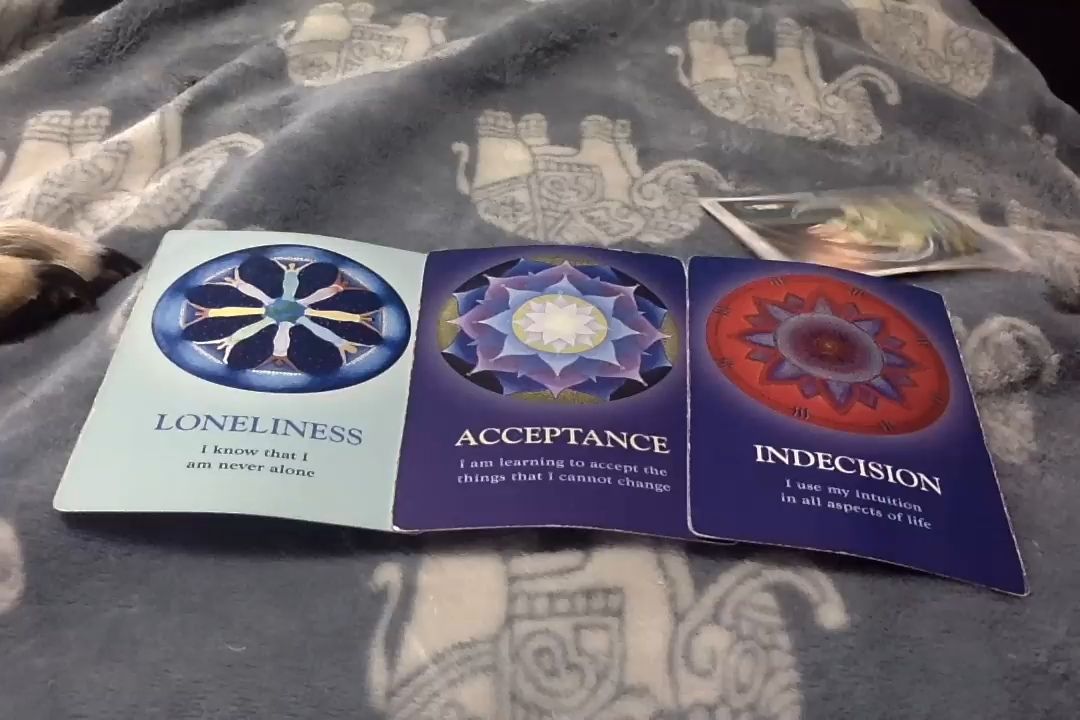 LONELINESS
I know that I
am never alone
ACCEPTANCE
I am learning to accept the
things that I cannot change
INDECISION
I use my intuition
in all aspects of life